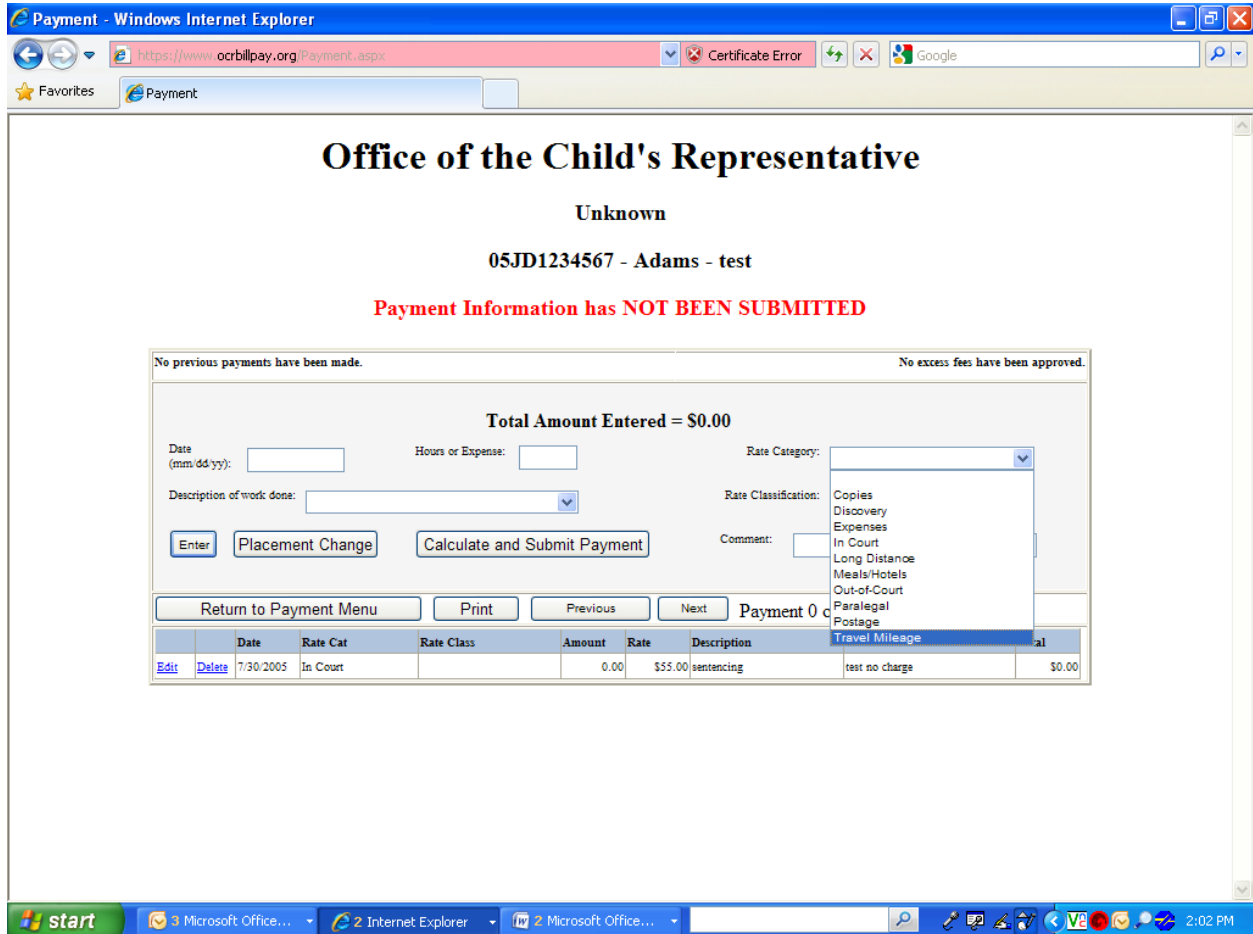 Payment - Windows Internet Explorer
https://www.ocrbillpay.org/Payment.aspx
Certificate Error
Google
Favorites
Payment
Office of the Child's Representative
Unknown
05JD1234567 - Adams - test
Payment Information has NOT BEEN SUBMITTED
No previous payments have been made. No excess fees have been approved.
Total Amount Entered = $0.00
Date (mm/dd/yy): Hours or Expense: Rate Category:
Description of work done: Rate Classification:
Copies
Discovery
Expenses
In Court
Long Distance
Meals/Hotels
Out-of-Court
Paralegal
Postage
Travel Mileage
Enter Placement Change Calculate and Submit Payment Comment:
Return to Payment Menu Print Previous Next Payment 0
Date Rate Cat Rate Class Amount Rate Description
Edit Delete 7/30/2005 In Court 0.00 $55.00 sentencing test no charge $0.00
start 3 Microsoft Office... 2 Internet Explorer 2 Microsoft Office... 2:02 PM